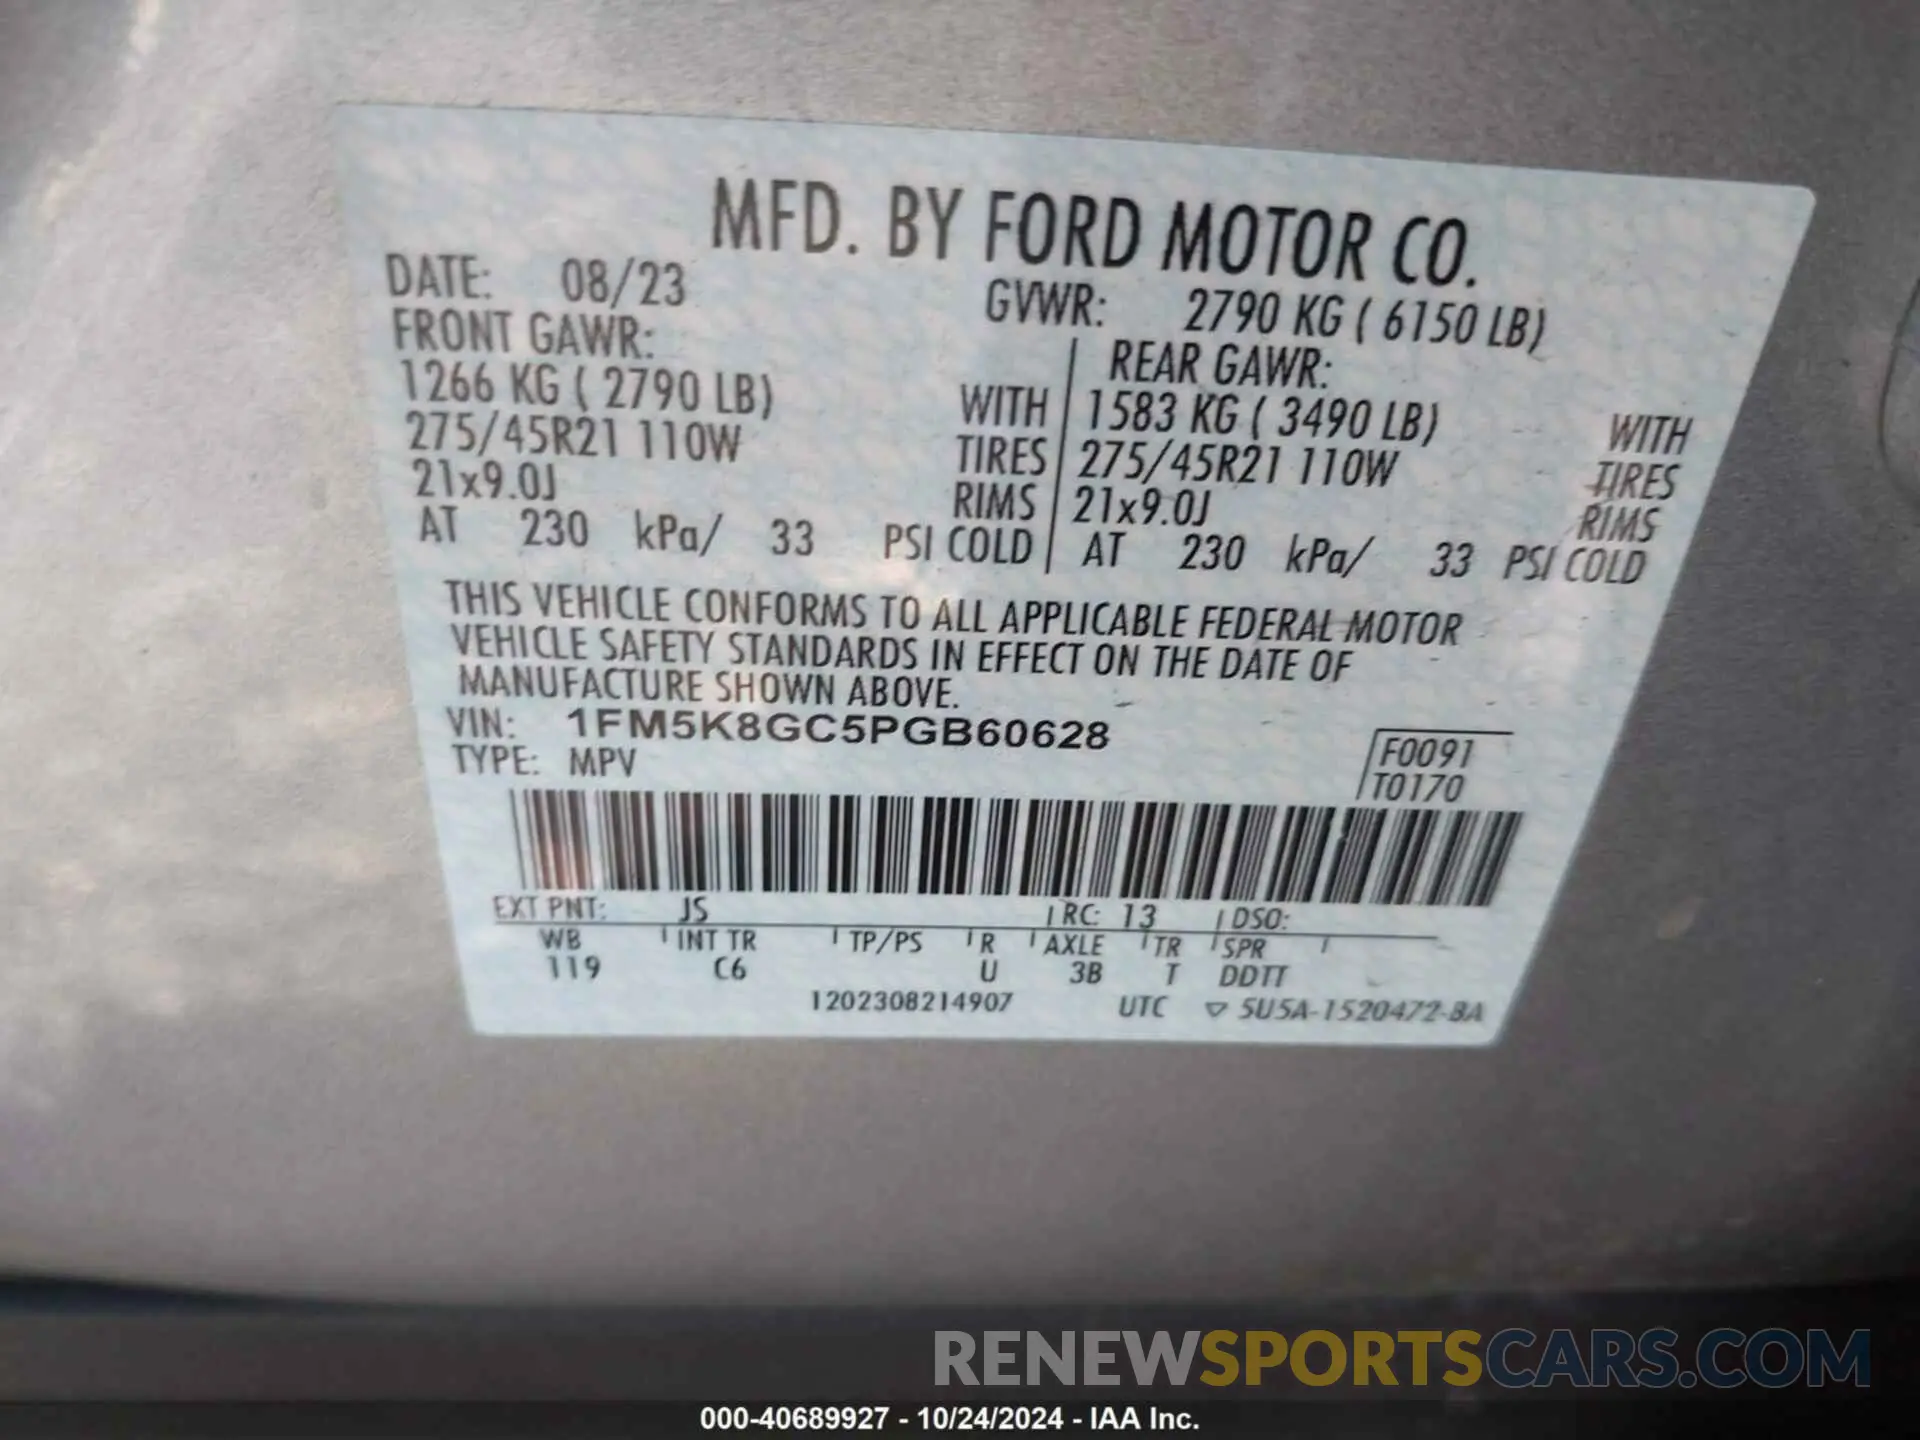 MFD. BY FORD MOTOR CO.
DATE: 08/23 GVWR: 2790 KG ( 6150 LB)
FRONT GAWR: REAR GAWR:
1266 KG ( 2790 LB) WITH 1583 KG ( 3490 LB) WITH
275/45R21 110W TIRES 275/45R21 110W TIRES
21x9.0J RIMS 21x9.0J RIMS
AT 230 kPa/ 33 PSI COLD AT 230 kPa/ 33 PSI COLD
THIS VEHICLE CONFORMS TO ALL APPLICABLE FEDERAL MOTOR
VEHICLE SAFETY STANDARDS IN EFFECT ON THE DATE OF
MANUFACTURE SHOWN ABOVE.
VIN: 1FM5K8GC5PGB60628
TYPE: MPV
F0091
T0170
EXT PNT: JS RC: 13 DSO:
WB INT TR TP/PS R AXLE TR SPR
119 C6 U 3B T DDTT
1202308214907 UTC ▽ 5U5A-1520472-BA
RENEWSPORTSCARS.COM
000-40689927 - 10/24/2024 - IAA Inc.